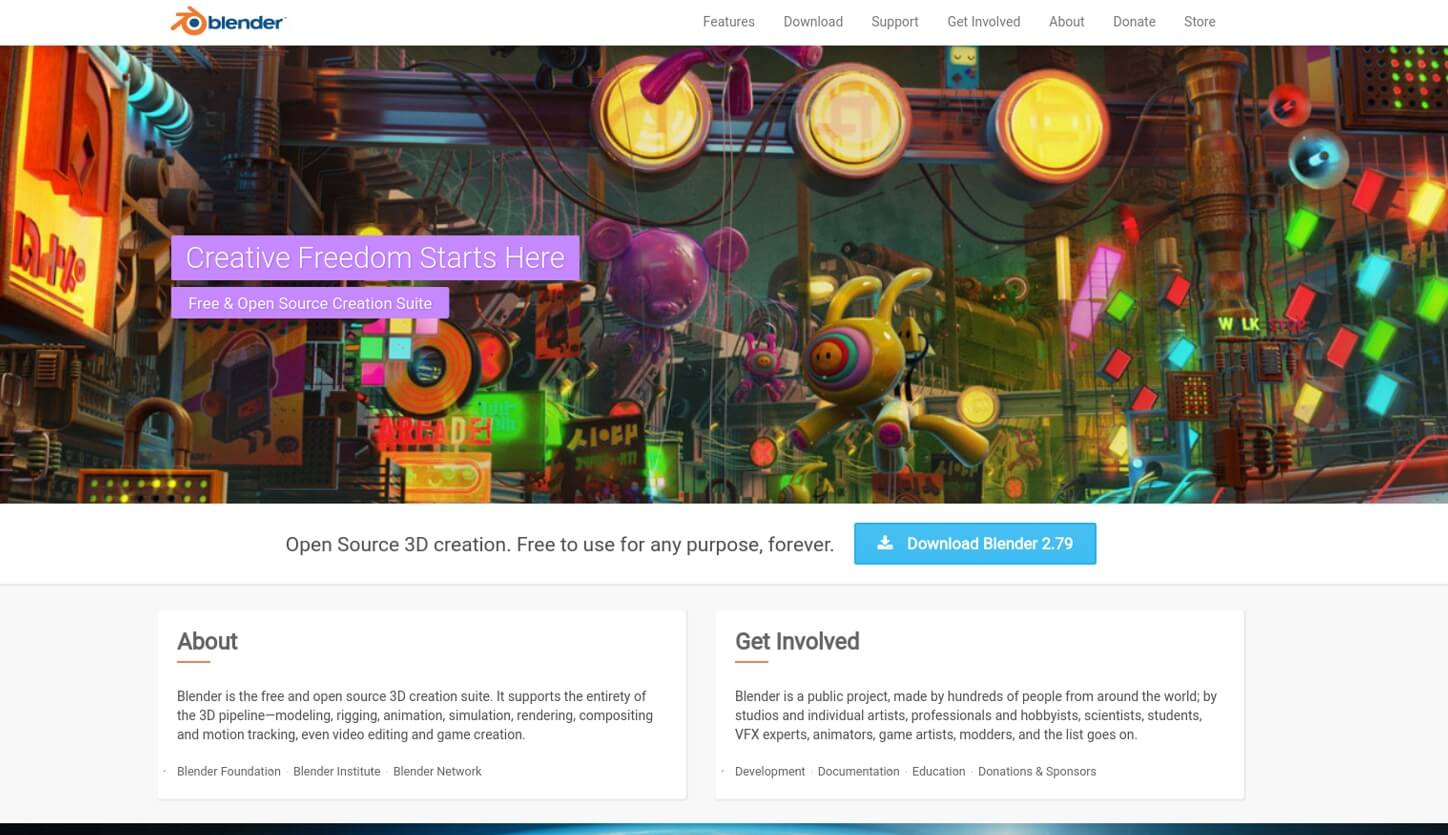 blender
Features Download Support Get Involved About Donate Store
Creative Freedom Starts Here
Free & Open Source Creation Suite
ARCADE!
W LK STOP
Open Source 3D creation. Free to use for any purpose, forever.
Download Blender 2.79
About
Blender is the free and open source 3D creation suite. It supports the entirety of
the 3D pipeline—modeling, rigging, animation, simulation, rendering, compositing
and motion tracking, even video editing and game creation.
· Blender Foundation · Blender Institute · Blender Network
Get Involved
Blender is a public project, made by hundreds of people from around the world; by
studios and individual artists, professionals and hobbyists, scientists, students,
VFX experts, animators, game artists, modders, and the list goes on.
· Development · Documentation · Education · Donations & Sponsors